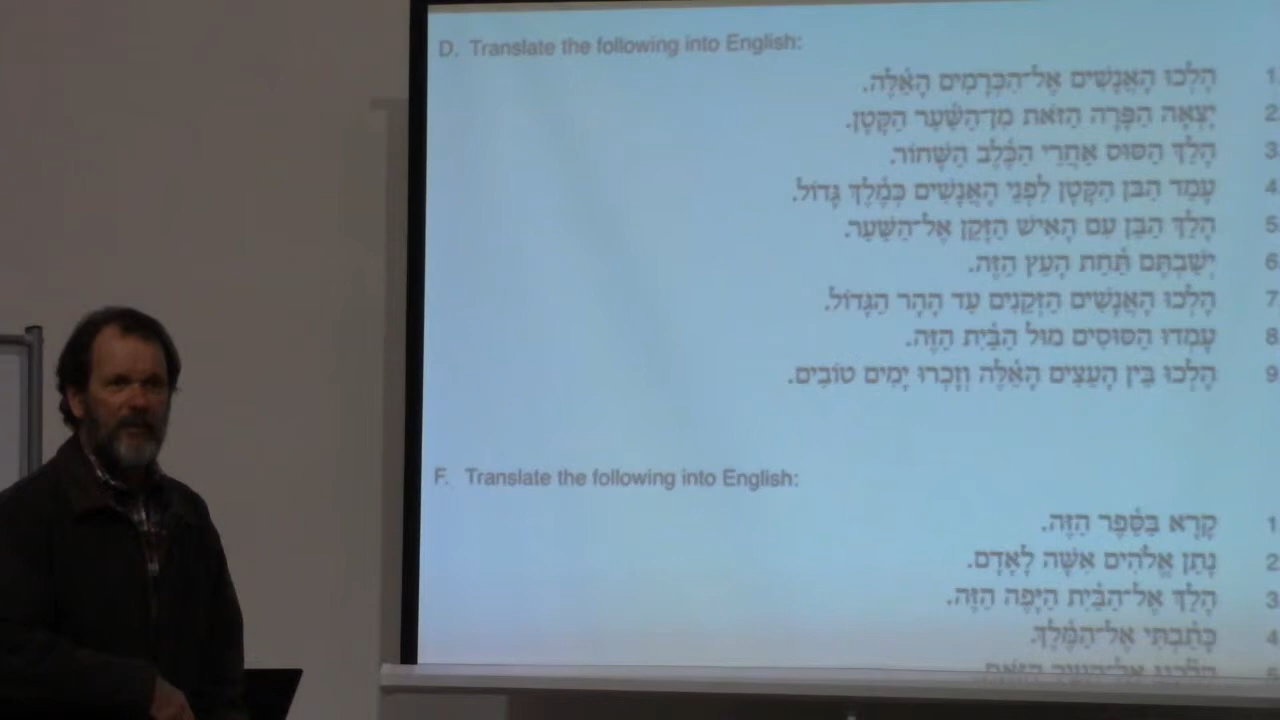 D. Translate the following into English:
1 הָלְכוּ הָאֲנָשִׁים אֶל־הַכְּרָמִים הָאֵלֶּה.
2 יָצְאָה הַפָּרָה הַזֹּאת מִן־הַשַּׁעַר הַקָּטֹן.
3 הָלַךְ הַסּוּס אַחֲרֵי הַכֶּלֶב הַשָּׁחוֹר.
4 עָמַד הַבֵּן הַקָּטֹן לִפְנֵי הָאֲנָשִׁים כְּמֶלֶךְ גָּדוֹל.
5 הָלַךְ הַבֵּן עִם הָאִישׁ הַזָּקֵן אֶל־הַשַּׁעַר.
6 יְשַׁבְתֶּם תַּחַת הָעֵץ הַזֶּה.
7 הָלְכוּ הָאֲנָשִׁים הַזְּקֵנִים עַד הָהָר הַגָּדוֹל.
8 עָמְדוּ הַסּוּסִים מוּל הַבַּיִת הַזֶּה.
9 הָלְכוּ בֵּין הָעֵצִים הָאֵלֶּה וְזָכְרוּ יָמִים טוֹבִים.
F. Translate the following into English:
1 קָרָא בַּסֵּפֶר הַזֶּה.
2 נָתַן אֱלֹהִים אִשָּׁה לָאָדָם.
3 הָלַךְ אֶל־הַבַּיִת הַיָּפֶה הַזֶּה.
4 כָּתַבְתִּי אֶל־הַמֶּלֶךְ.